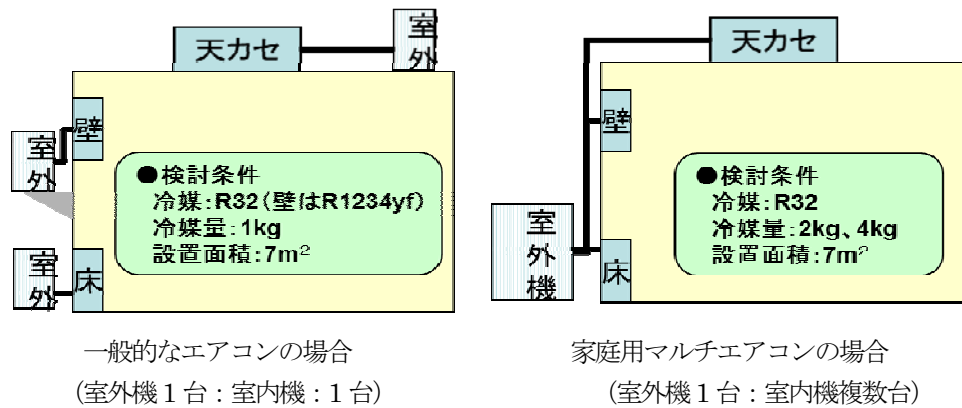 天カセ
室外
壁
室外
●検討条件
冷媒:R32(壁はR1234yf)
冷媒量:1kg
設置面積:7m²
室外
床
一般的なエアコンの場合
(室外機1台:室内機:1台)
天カセ
壁
●検討条件
冷媒:R32
冷媒量:2kg、4kg
設置面積:7m²
室外機
床
家庭用マルチエアコンの場合
(室外機1台:室内機複数台)